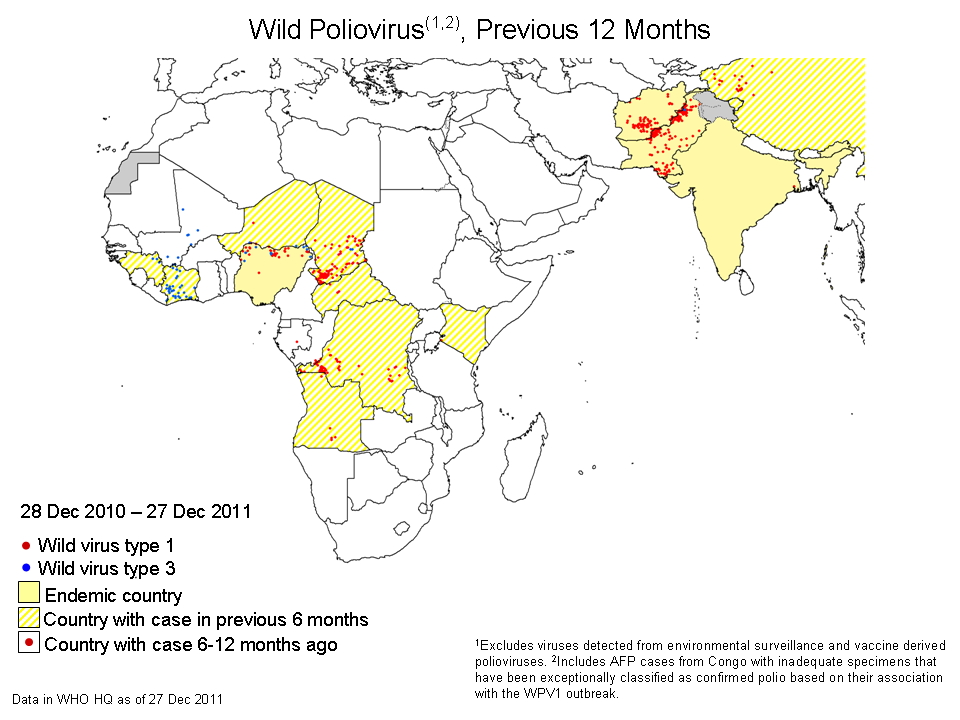 Wild Poliovirus(1,2), Previous 12 Months
28 Dec 2010 – 27 Dec 2011
Wild virus type 1
Wild virus type 3
Endemic country
Country with case in previous 6 months
Country with case 6-12 months ago
1Excludes viruses detected from environmental surveillance and vaccine derived
polioviruses. 2Includes AFP cases from Congo with inadequate specimens that
have been exceptionally classified as confirmed polio based on their association
with the WPV1 outbreak.
Data in WHO HQ as of 27 Dec 2011